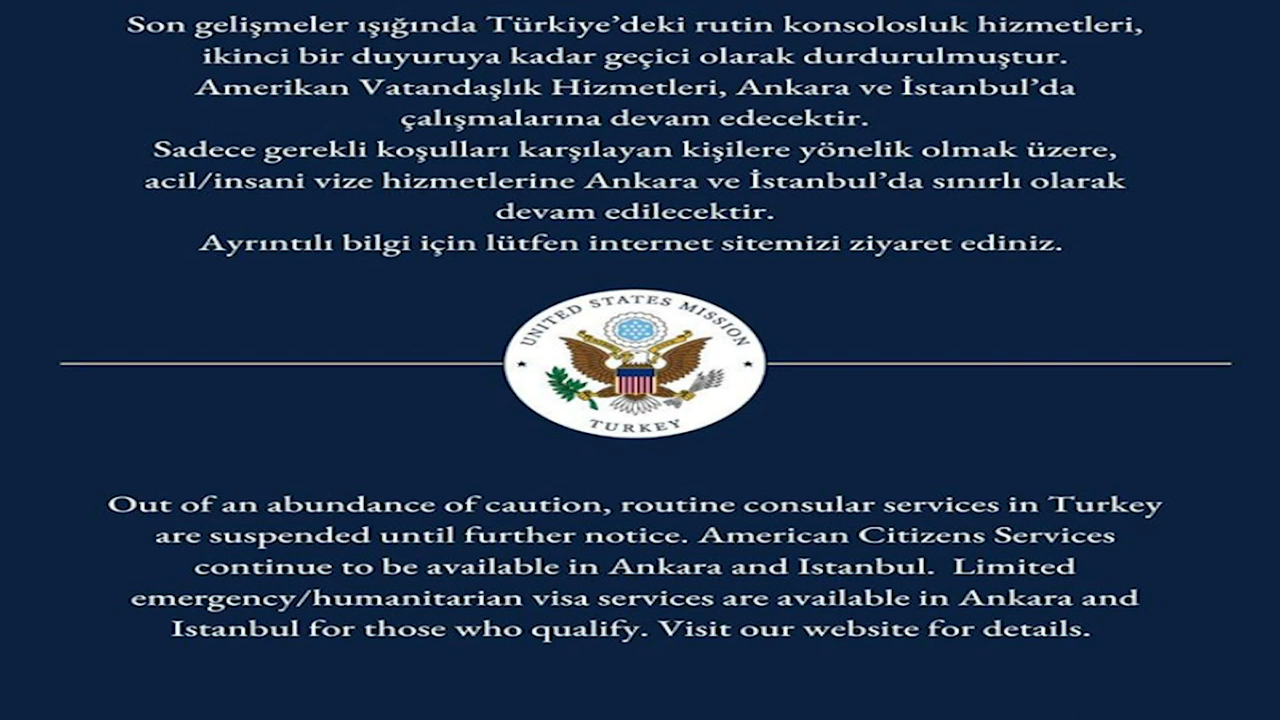 Son gelişmeler ışığında Türkiye’deki rutin konsolosluk hizmetleri,
ikinci bir duyuruya kadar geçici olarak durdurulmuştur.
Amerikan Vatandaşlık Hizmetleri, Ankara ve İstanbul’da
çalışmalarına devam edecektir.
Sadece gerekli koşulları karşılayan kişilere yönelik olmak üzere,
acil/insani vize hizmetlerine Ankara ve İstanbul’da sınırlı olarak
devam edilecektir.
Ayrıntılı bilgi için lütfen internet sitemizi ziyaret ediniz.
UNITED STATES MISSION
TURKEY
Out of an abundance of caution, routine consular services in Turkey
are suspended until further notice. American Citizens Services
continue to be available in Ankara and Istanbul.  Limited
emergency/humanitarian visa services are available in Ankara and
Istanbul for those who qualify. Visit our website for details.